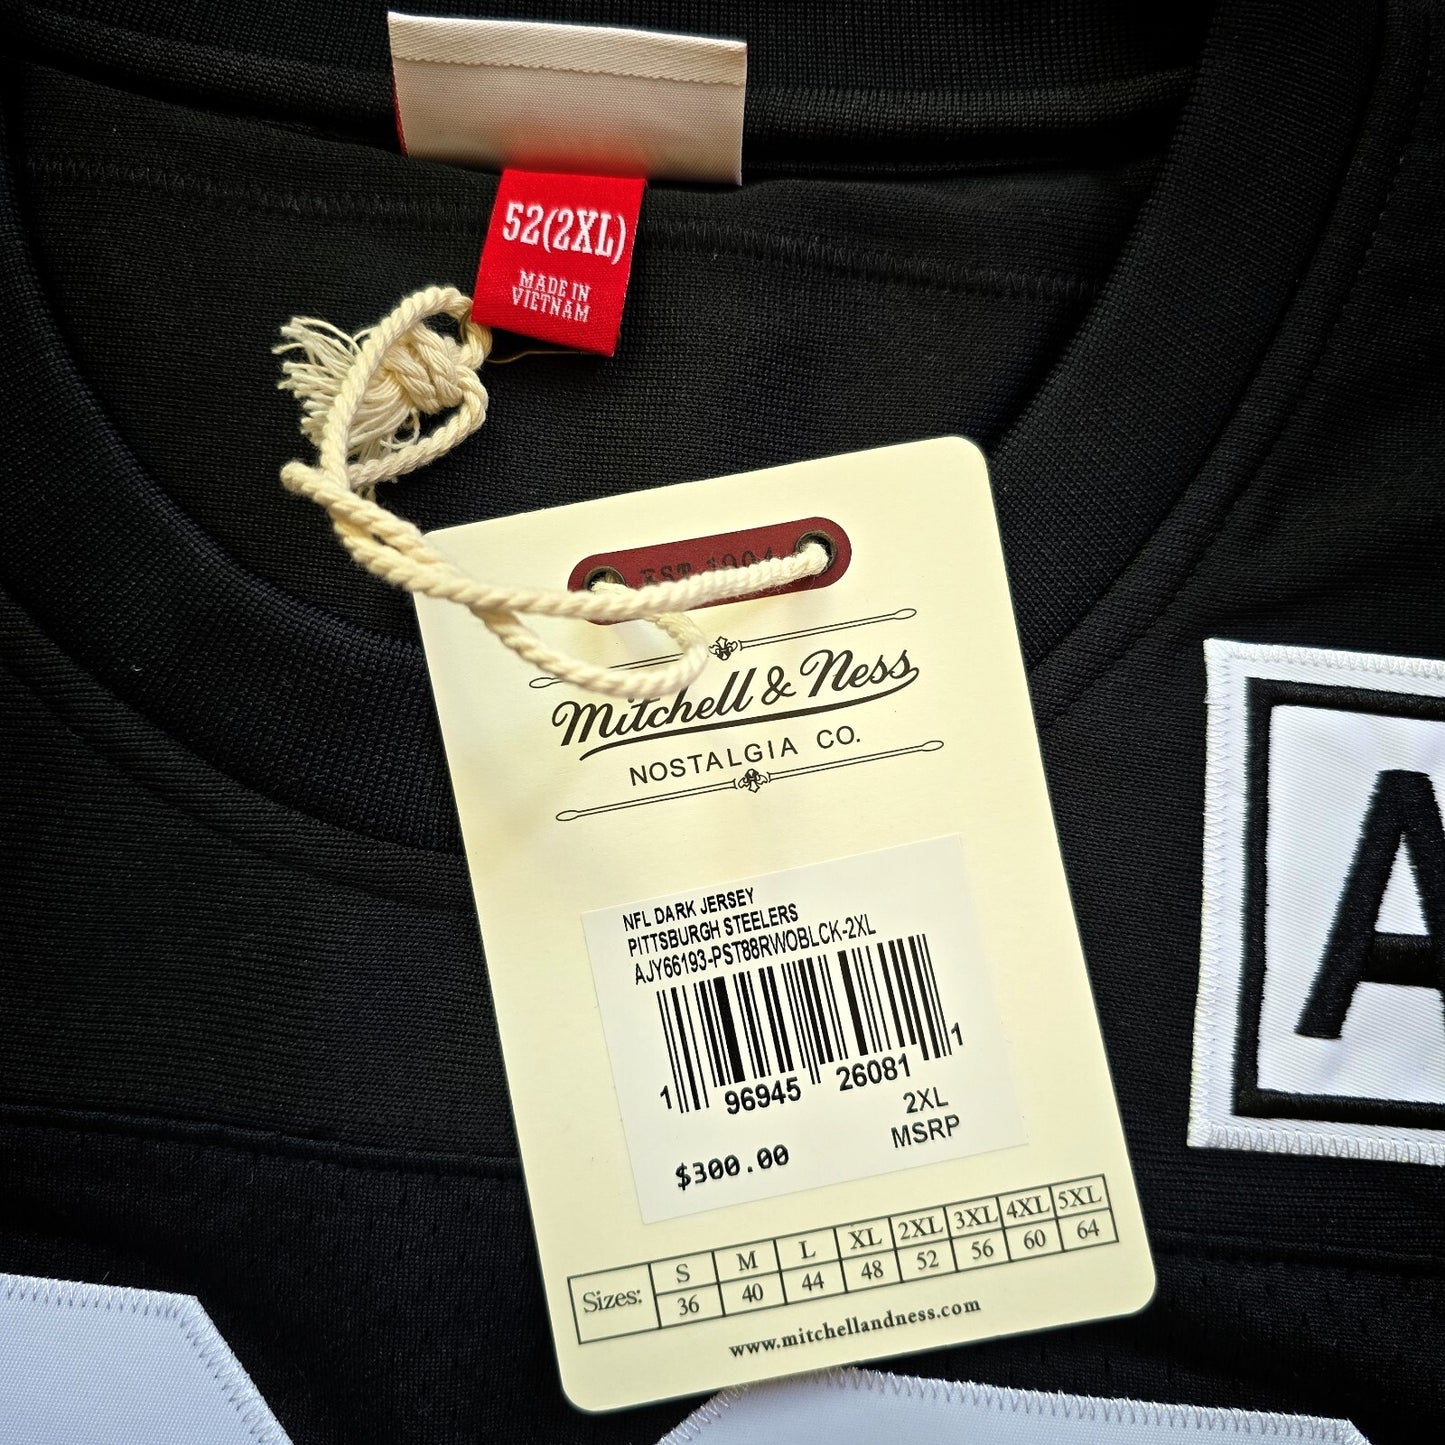 52(2XL)
MADE IN
VIETNAM
EST 1904
Mitchell & Ness
NOSTALGIA CO.
NFL DARK JERSEY
PITTSBURGH STEELERS
AJY66193-PST88RWOBLCK-2XL
1 96945 26081 1
2XL
$300.00 MSRP
Sizes: S M L XL 2XL 3XL 4XL 5XL
36 40 44 48 52 56 60 64
www.mitchellandness.com
A